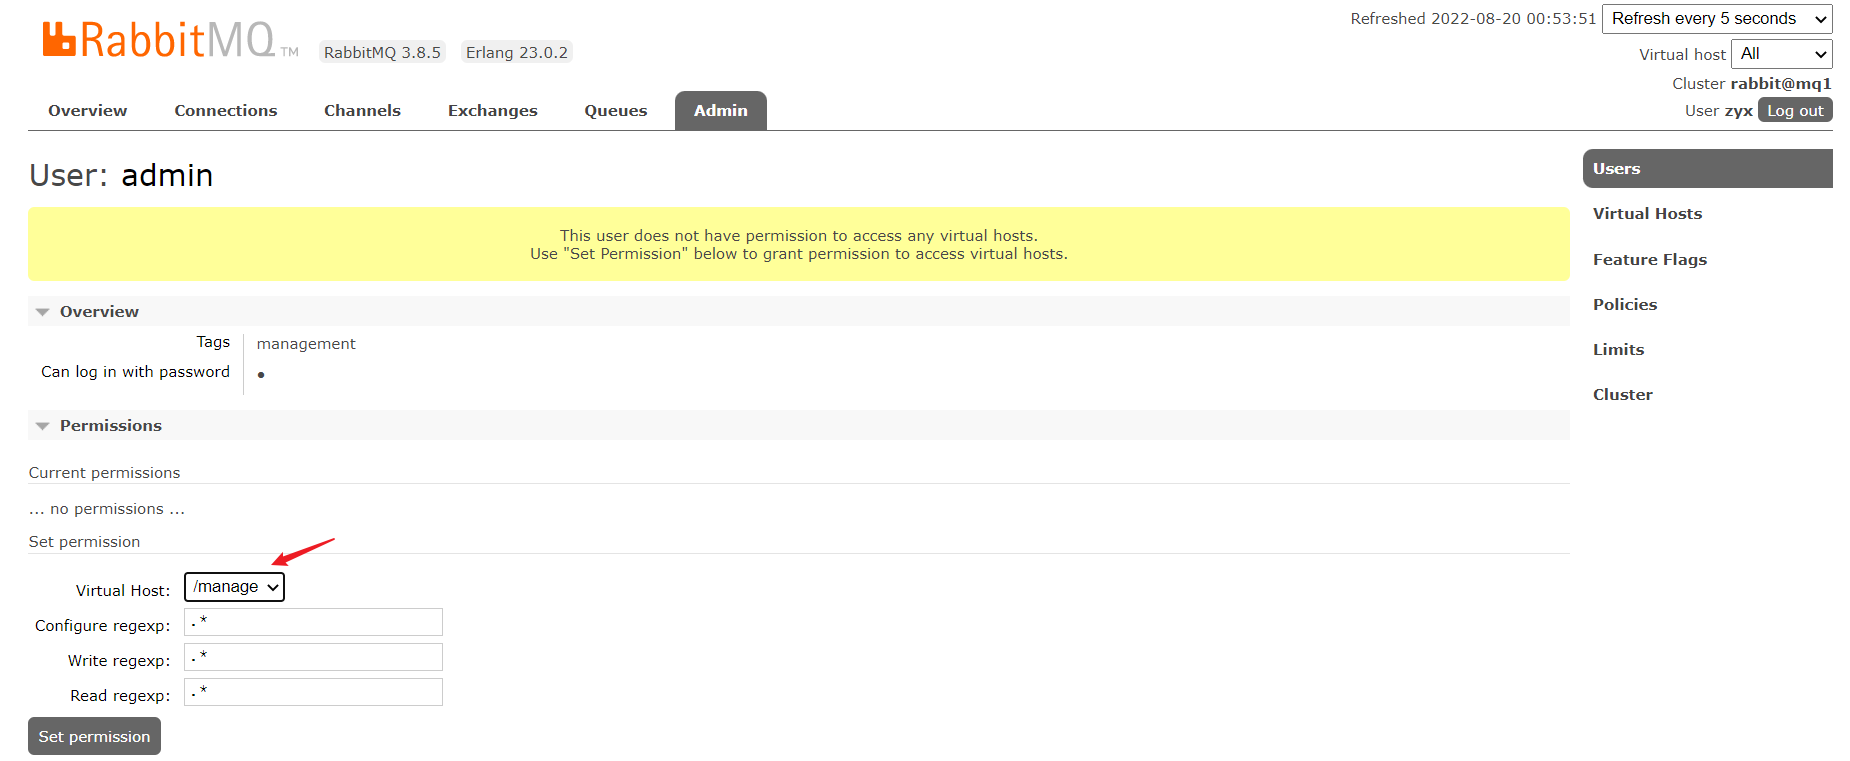 RabbitMQ TM RabbitMQ 3.8.5 Erlang 23.0.2
Refreshed 2022-08-20 00:53:51 Refresh every 5 seconds
Virtual host All
Cluster rabbit@mq1
User zyx Log out
Overview Connections Channels Exchanges Queues Admin
User: admin
This user does not have permission to access any virtual hosts.
Use "Set Permission" below to grant permission to access virtual hosts.
Overview
Tags management
Can log in with password ●
Permissions
Current permissions
... no permissions ...
Set permission
Virtual Host: /manage
Configure regexp: .*
Write regexp: .*
Read regexp: .*
Set permission
Users
Virtual Hosts
Feature Flags
Policies
Limits
Cluster